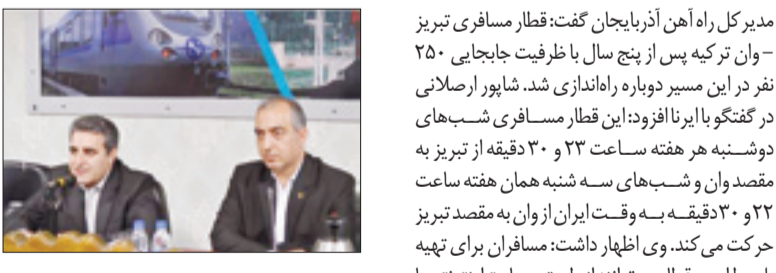 مدیر کل راه آهن آذربایجان گفت: قطار مسافری تبریز
– وان ترکیه پس از پنج سال با ظرفیت جابجایی ۲۵۰
نفر در این مسیر دوباره راه‌اندازی شد. شاپور ارصلانی
در گفتگو با ایرنا افزود: این قطار مسافری شب‌های
دوشنبه هر هفته ساعت ۲۳ و ۳۰ دقیقه از تبریز به
مقصد وان و شب‌های سه شنبه همان هفته ساعت
۲۲ و ۳۰ دقیقه به وقت ایران از وان به مقصد تبریز
حرکت می‌کند. وی اظهار داشت: مسافران برای تهیه